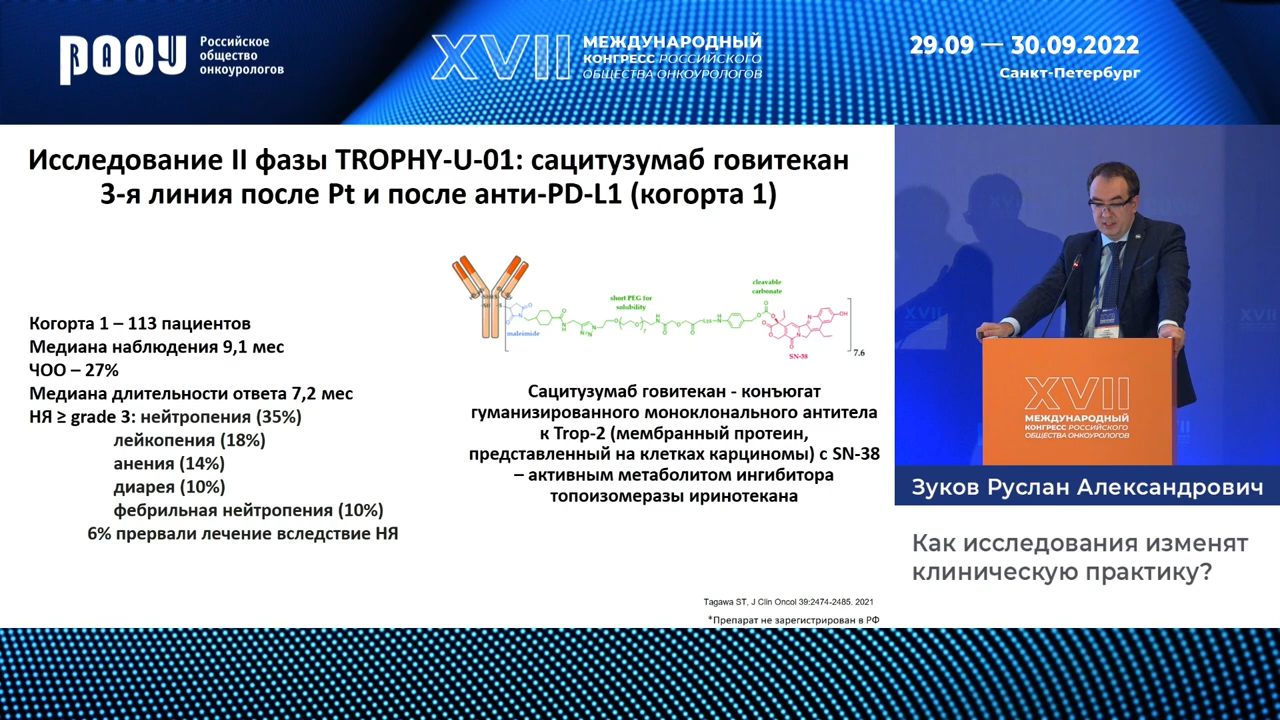 РАОУ
Российское
общество
онкоурологов
XVII
МЕЖДУНАРОДНЫЙ
КОНГРЕСС РОССИЙСКОГО
ОБЩЕСТВА ОНКОУРОЛОГОВ
29.09 — 30.09.2022
Санкт-Петербург
Исследование II фазы TROPHY-U-01: сацитузумаб говитекан
3-я линия после Pt и после анти-PD-L1 (когорта 1)
Когорта 1 – 113 пациентов
Медиана наблюдения 9,1 мес
ЧОО – 27%
Медиана длительности ответа 7,2 мес
НЯ ≥ grade 3: нейтропения (35%)
лейкопения (18%)
анения (14%)
диарея (10%)
фебрильная нейтропения (10%)
6% прервали лечение вследствие НЯ
maleimide
short PEG for
solubility
cleavable
carbonate
SN-38
7.6
Сацитузумаб говитекан - конъюгат
гуманизированного моноклонального антитела
к Trop-2 (мембранный протеин,
представленный на клетках карциномы) с SN-38
– активным метаболитом ингибитора
топоизомеразы иринотекана
Tagawa ST, J Clin Oncol 39:2474-2485. 2021
*Препарат не зарегистрирован в РФ
XVII
МЕЖДУНАРОДНЫЙ
КОНГРЕСС РОССИЙСКОГО
ОБЩЕСТВА ОНКОУРОЛОГОВ
Зуков Руслан Александрович
Как исследования изменят
клиническую практику?